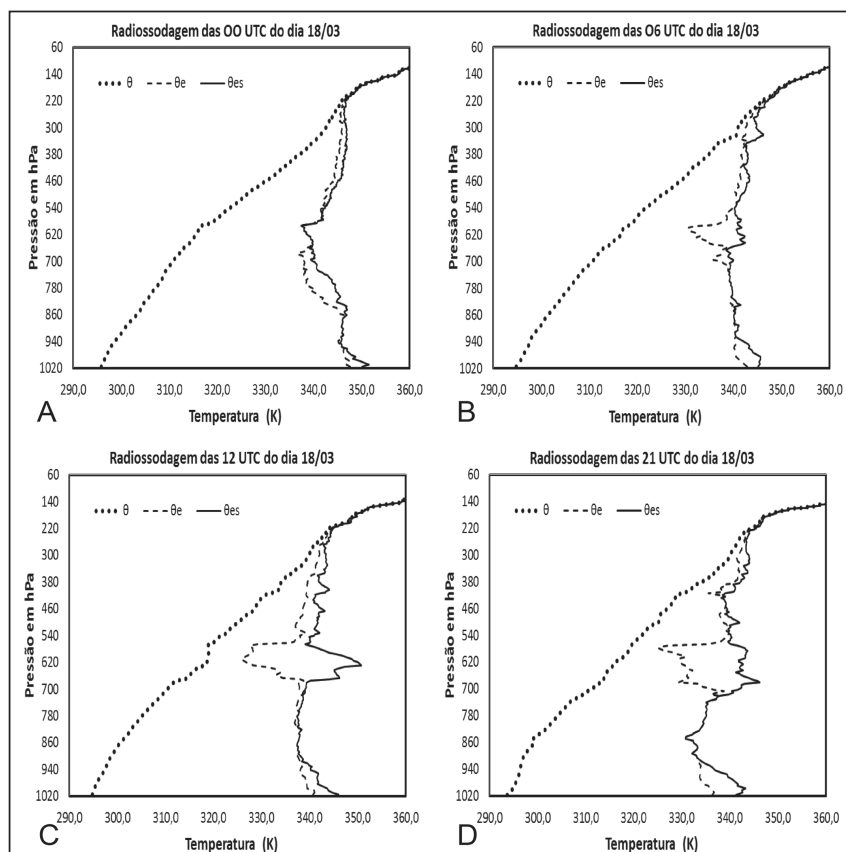 Radiossodagem das OO UTC do dia 18/03
60
140
220
300
380
460
540
620
700
780
860
940
1020
Pressão em hPa
θ θe θes
290,0 300,0 310,0 320,0 330,0 340,0 350,0 360,0
Temperatura (K)
A
Radiossodagem das O6 UTC do dia 18/03
60
140
220
300
380
460
540
620
700
780
860
940
1020
Pressão em hPa
θ θe θes
290,0 300,0 310,0 320,0 330,0 340,0 350,0 360,0
Temperatura (K)
B
Radiossodagem das 12 UTC do dia 18/03
60
140
220
300
380
460
540
620
700
780
860
940
1020
Pressão em hPa
θ θe θes
290,0 300,0 310,0 320,0 330,0 340,0 350,0 360,0
Temperatura (K)
C
Radiossodagem das 21 UTC do dia 18/03
60
140
220
300
380
460
540
620
700
780
860
940
1020
Pressão em hPa
θ θe θes
290,0 300,0 310,0 320,0 330,0 340,0 350,0 360,0
Temperatura (K)
D